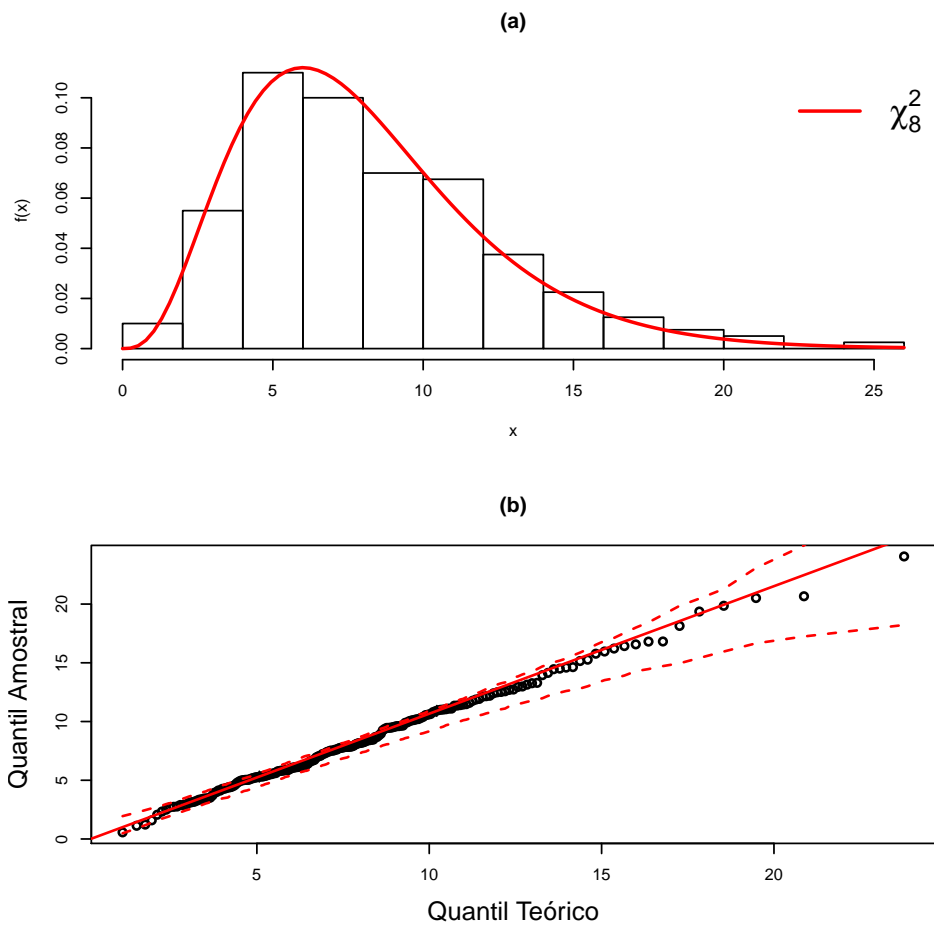 (a)
f(x)
0.00 0.02 0.04 0.06 0.08 0.10
χ²₈
0 5 10 15 20 25
x
(b)
Quantil Amostral
0 5 10 15 20
5 10 15 20
Quantil Teórico